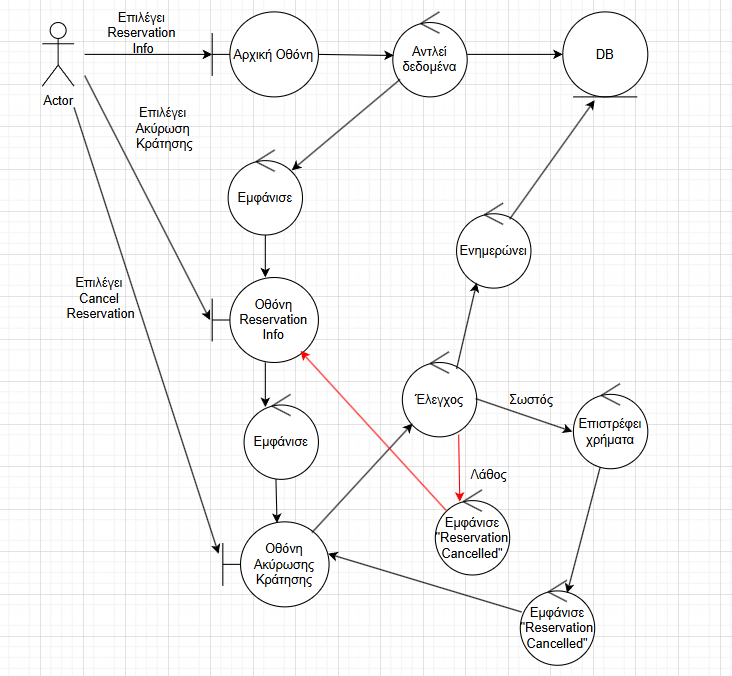 Επιλέγει
Reservation
Info
Actor
Αρχική Οθόνη
Αντλεί
δεδομένα
DB
Επιλέγει
Ακύρωση
Κράτησης
Εμφάνισε
Ενημερώνει
Επιλέγει
Cancel
Reservation
Οθόνη
Reservation
Info
Έλεγχος
Σωστός
Επιστρέφει
χρήματα
Εμφάνισε
Λάθος
Εμφάνισε
"Reservation
Cancelled"
Οθόνη
Ακύρωσης
Κράτησης
Εμφάνισε
"Reservation
Cancelled"